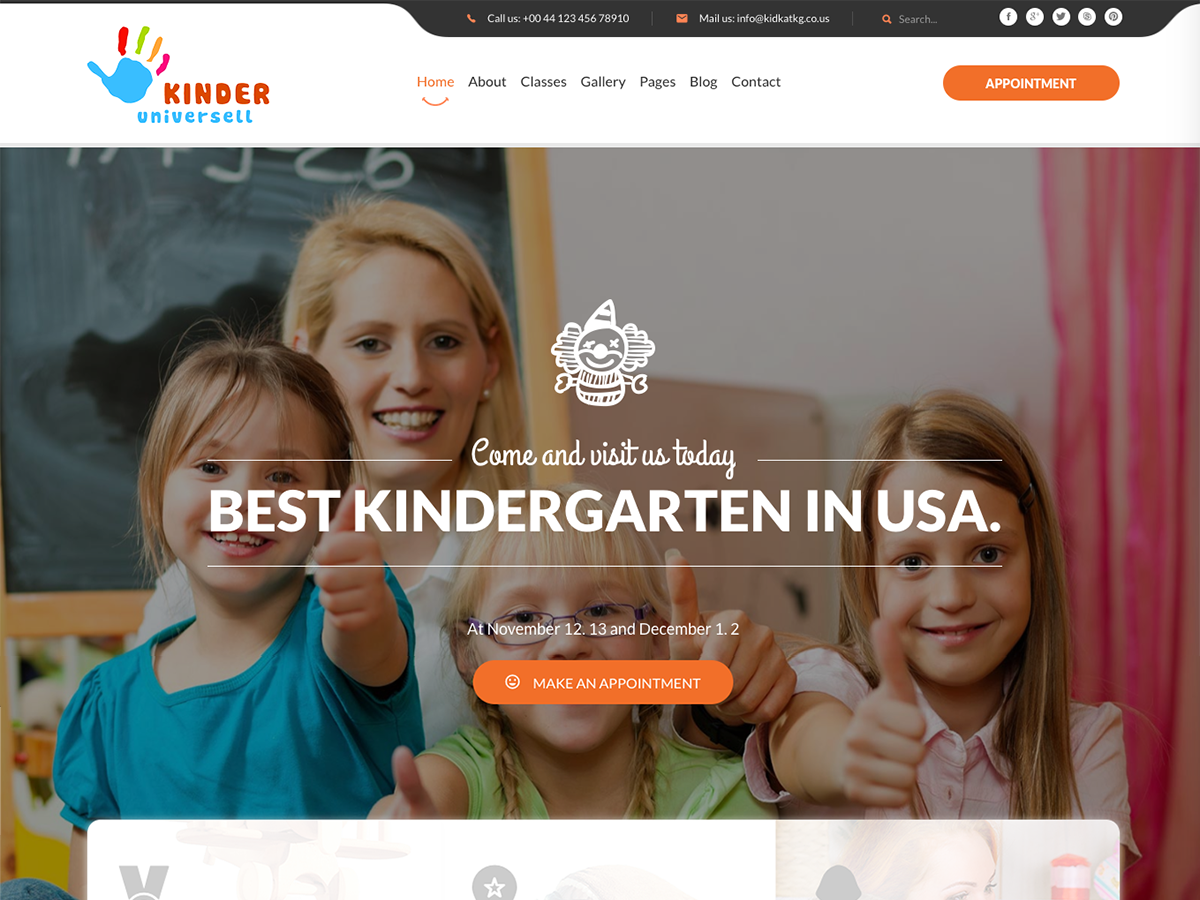 Call us: +00 44 123 456 78910
Mail us: info@kidkatkg.co.us
Search...
KINDER
universell
Home About Classes Gallery Pages Blog Contact
APPOINTMENT
Come and visit us today
BEST KINDERGARTEN IN USA.
At November 12. 13 and December 1. 2
MAKE AN APPOINTMENT